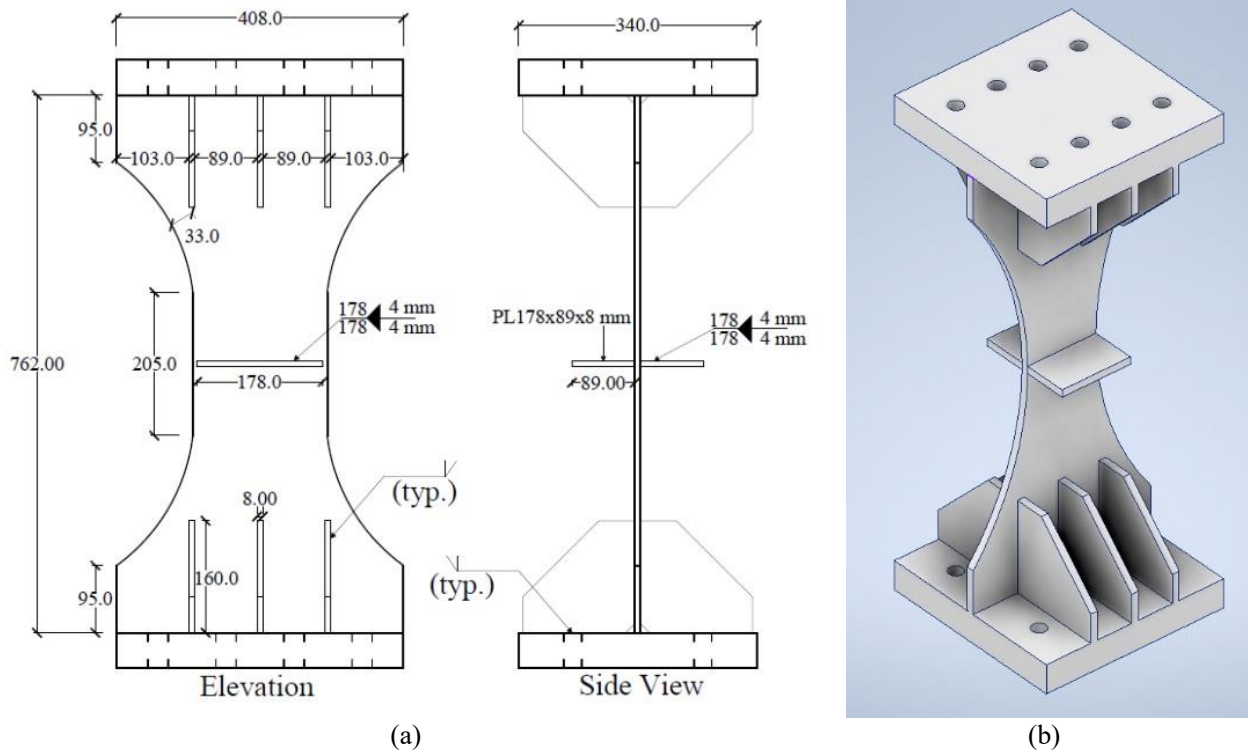 408.0
340.0
95.0
103.0 89.0 89.0 103.0
33.0
762.00
205.0
178 4 mm
178 4 mm
178.0
PL178x89x8 mm
178 4 mm
178 4 mm
89.00
8.00
(typ.)
160.0
95.0
(typ.)
Elevation
Side View
(a)
(b)